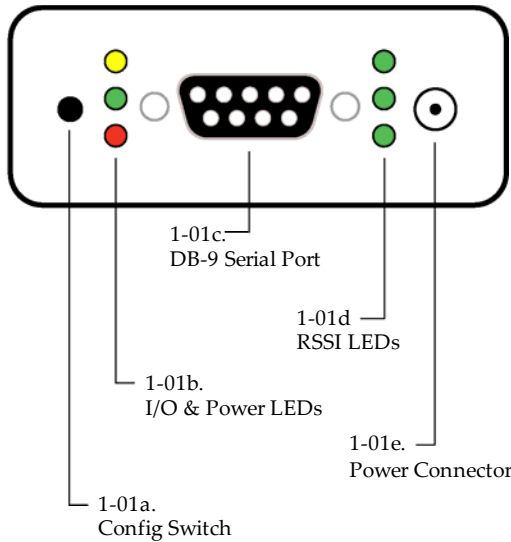 1-01c.
DB-9 Serial Port
1-01d
RSSI LEDs
1-01b.
I/O & Power LEDs
1-01e.
Power Connector
1-01a.
Config Switch